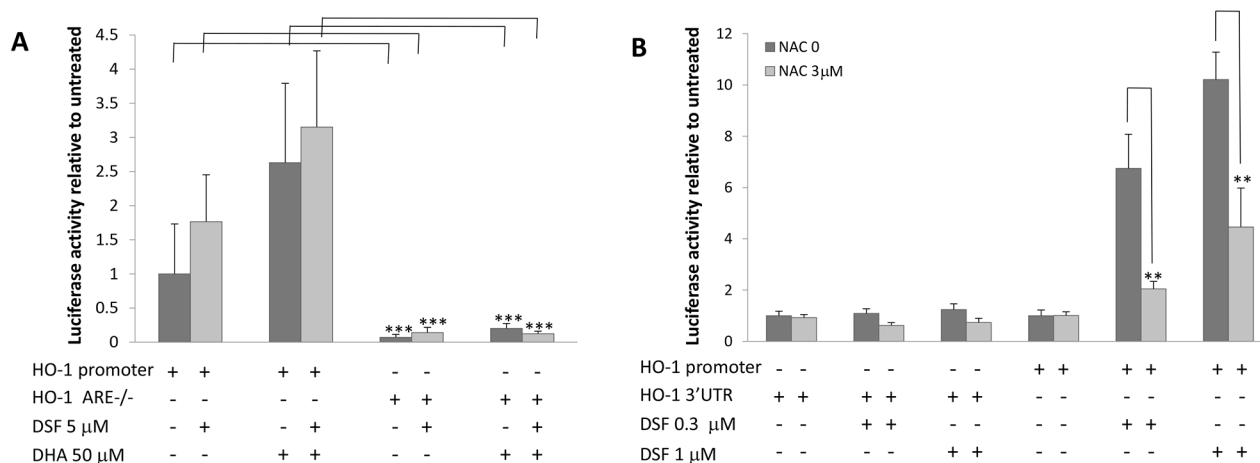 A
Luciferase activity relative to untreated
4.5
4
3.5
3
2.5
2
1.5
1
0.5
0
*** *** *** ***
HO-1 promoter + + + + - - - -
HO-1 ARE-/- - - - - + + + +
DSF 5 μM - + - + - + - +
DHA 50 μM - - + + - - + +
B
Luciferase activity relative to untreated
12
10
8
6
4
2
0
NAC 0
NAC 3μM
**
**
HO-1 promoter - - - - - - + + + + + +
HO-1 3'UTR + + + + + + - - - - - -
DSF 0.3 μM - - + + - - - - + + - -
DSF 1 μM - - - - + + - - - - + +